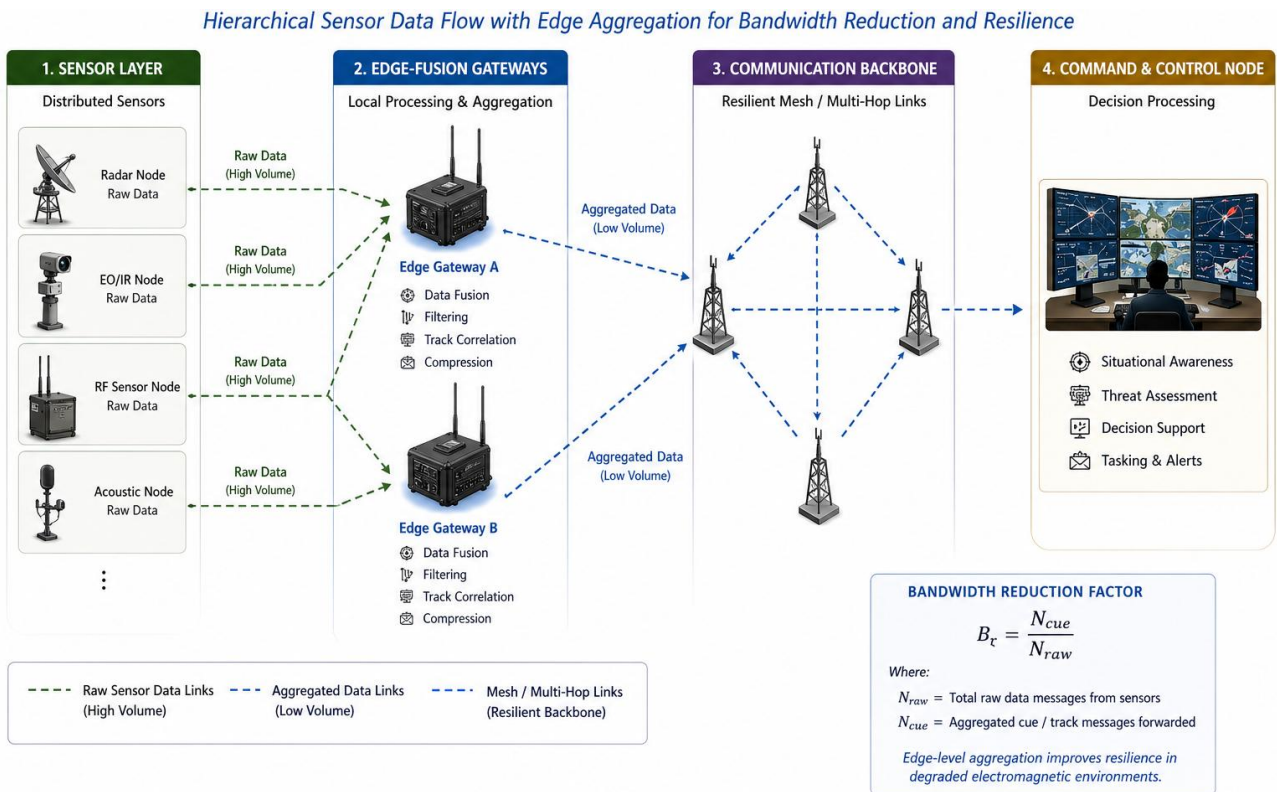 Hierarchical Sensor Data Flow with Edge Aggregation for Bandwidth Reduction and Resilience
1. SENSOR LAYER
Distributed Sensors
Radar Node
Raw Data
EO/IR Node
Raw Data
RF Sensor Node
Raw Data
Acoustic Node
Raw Data
⋮
Raw Data
(High Volume)
Raw Data
(High Volume)
Raw Data
(High Volume)
Raw Data
(High Volume)
2. EDGE-FUSION GATEWAYS
Local Processing & Aggregation
Edge Gateway A
Data Fusion
Filtering
Track Correlation
Compression
Edge Gateway B
Data Fusion
Filtering
Track Correlation
Compression
Aggregated Data
(Low Volume)
Aggregated Data
(Low Volume)
3. COMMUNICATION BACKBONE
Resilient Mesh / Multi-Hop Links
4. COMMAND & CONTROL NODE
Decision Processing
Situational Awareness
Threat Assessment
Decision Support
Tasking & Alerts
Raw Sensor Data Links
(High Volume)
Aggregated Data Links
(Low Volume)
Mesh / Multi-Hop Links
(Resilient Backbone)
BANDWIDTH REDUCTION FACTOR
B_τ = N_cue / N_raw
Where:
N_raw = Total raw data messages from sensors
N_cue = Aggregated cue / track messages forwarded
Edge-level aggregation improves resilience in
degraded electromagnetic environments.